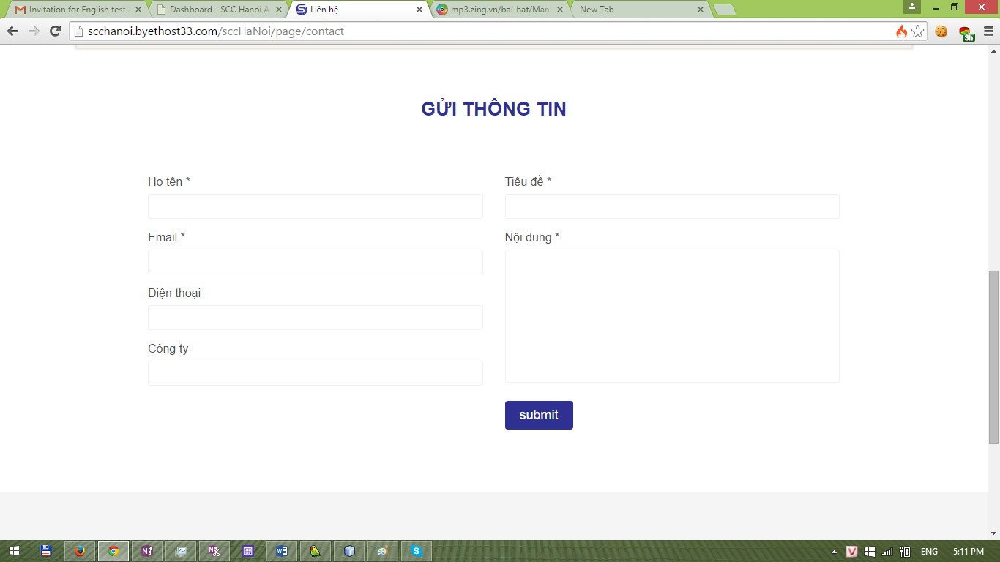 Invitation for English test
Dashboard - SCC Hanoi A
Liên hệ
mp3.zing.vn/bai-hat/Man
New Tab
scchanoi.byethost33.com/sccHaNoi/page/contact
3h
GỬI THÔNG TIN
Họ tên *
Email *
Điện thoại
Công ty
Tiêu đề *
Nội dung *
submit
ENG
5:11 PM